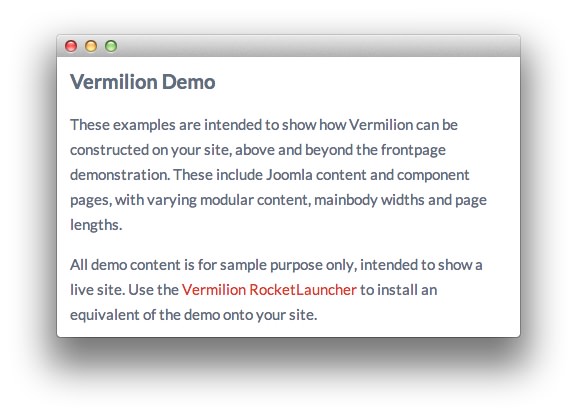 Vermilion Demo
These examples are intended to show how Vermilion can be
constructed on your site, above and beyond the frontpage
demonstration. These include Joomla content and component
pages, with varying modular content, mainbody widths and page
lengths.
All demo content is for sample purpose only, intended to show a
live site. Use the Vermilion RocketLauncher to install an
equivalent of the demo onto your site.